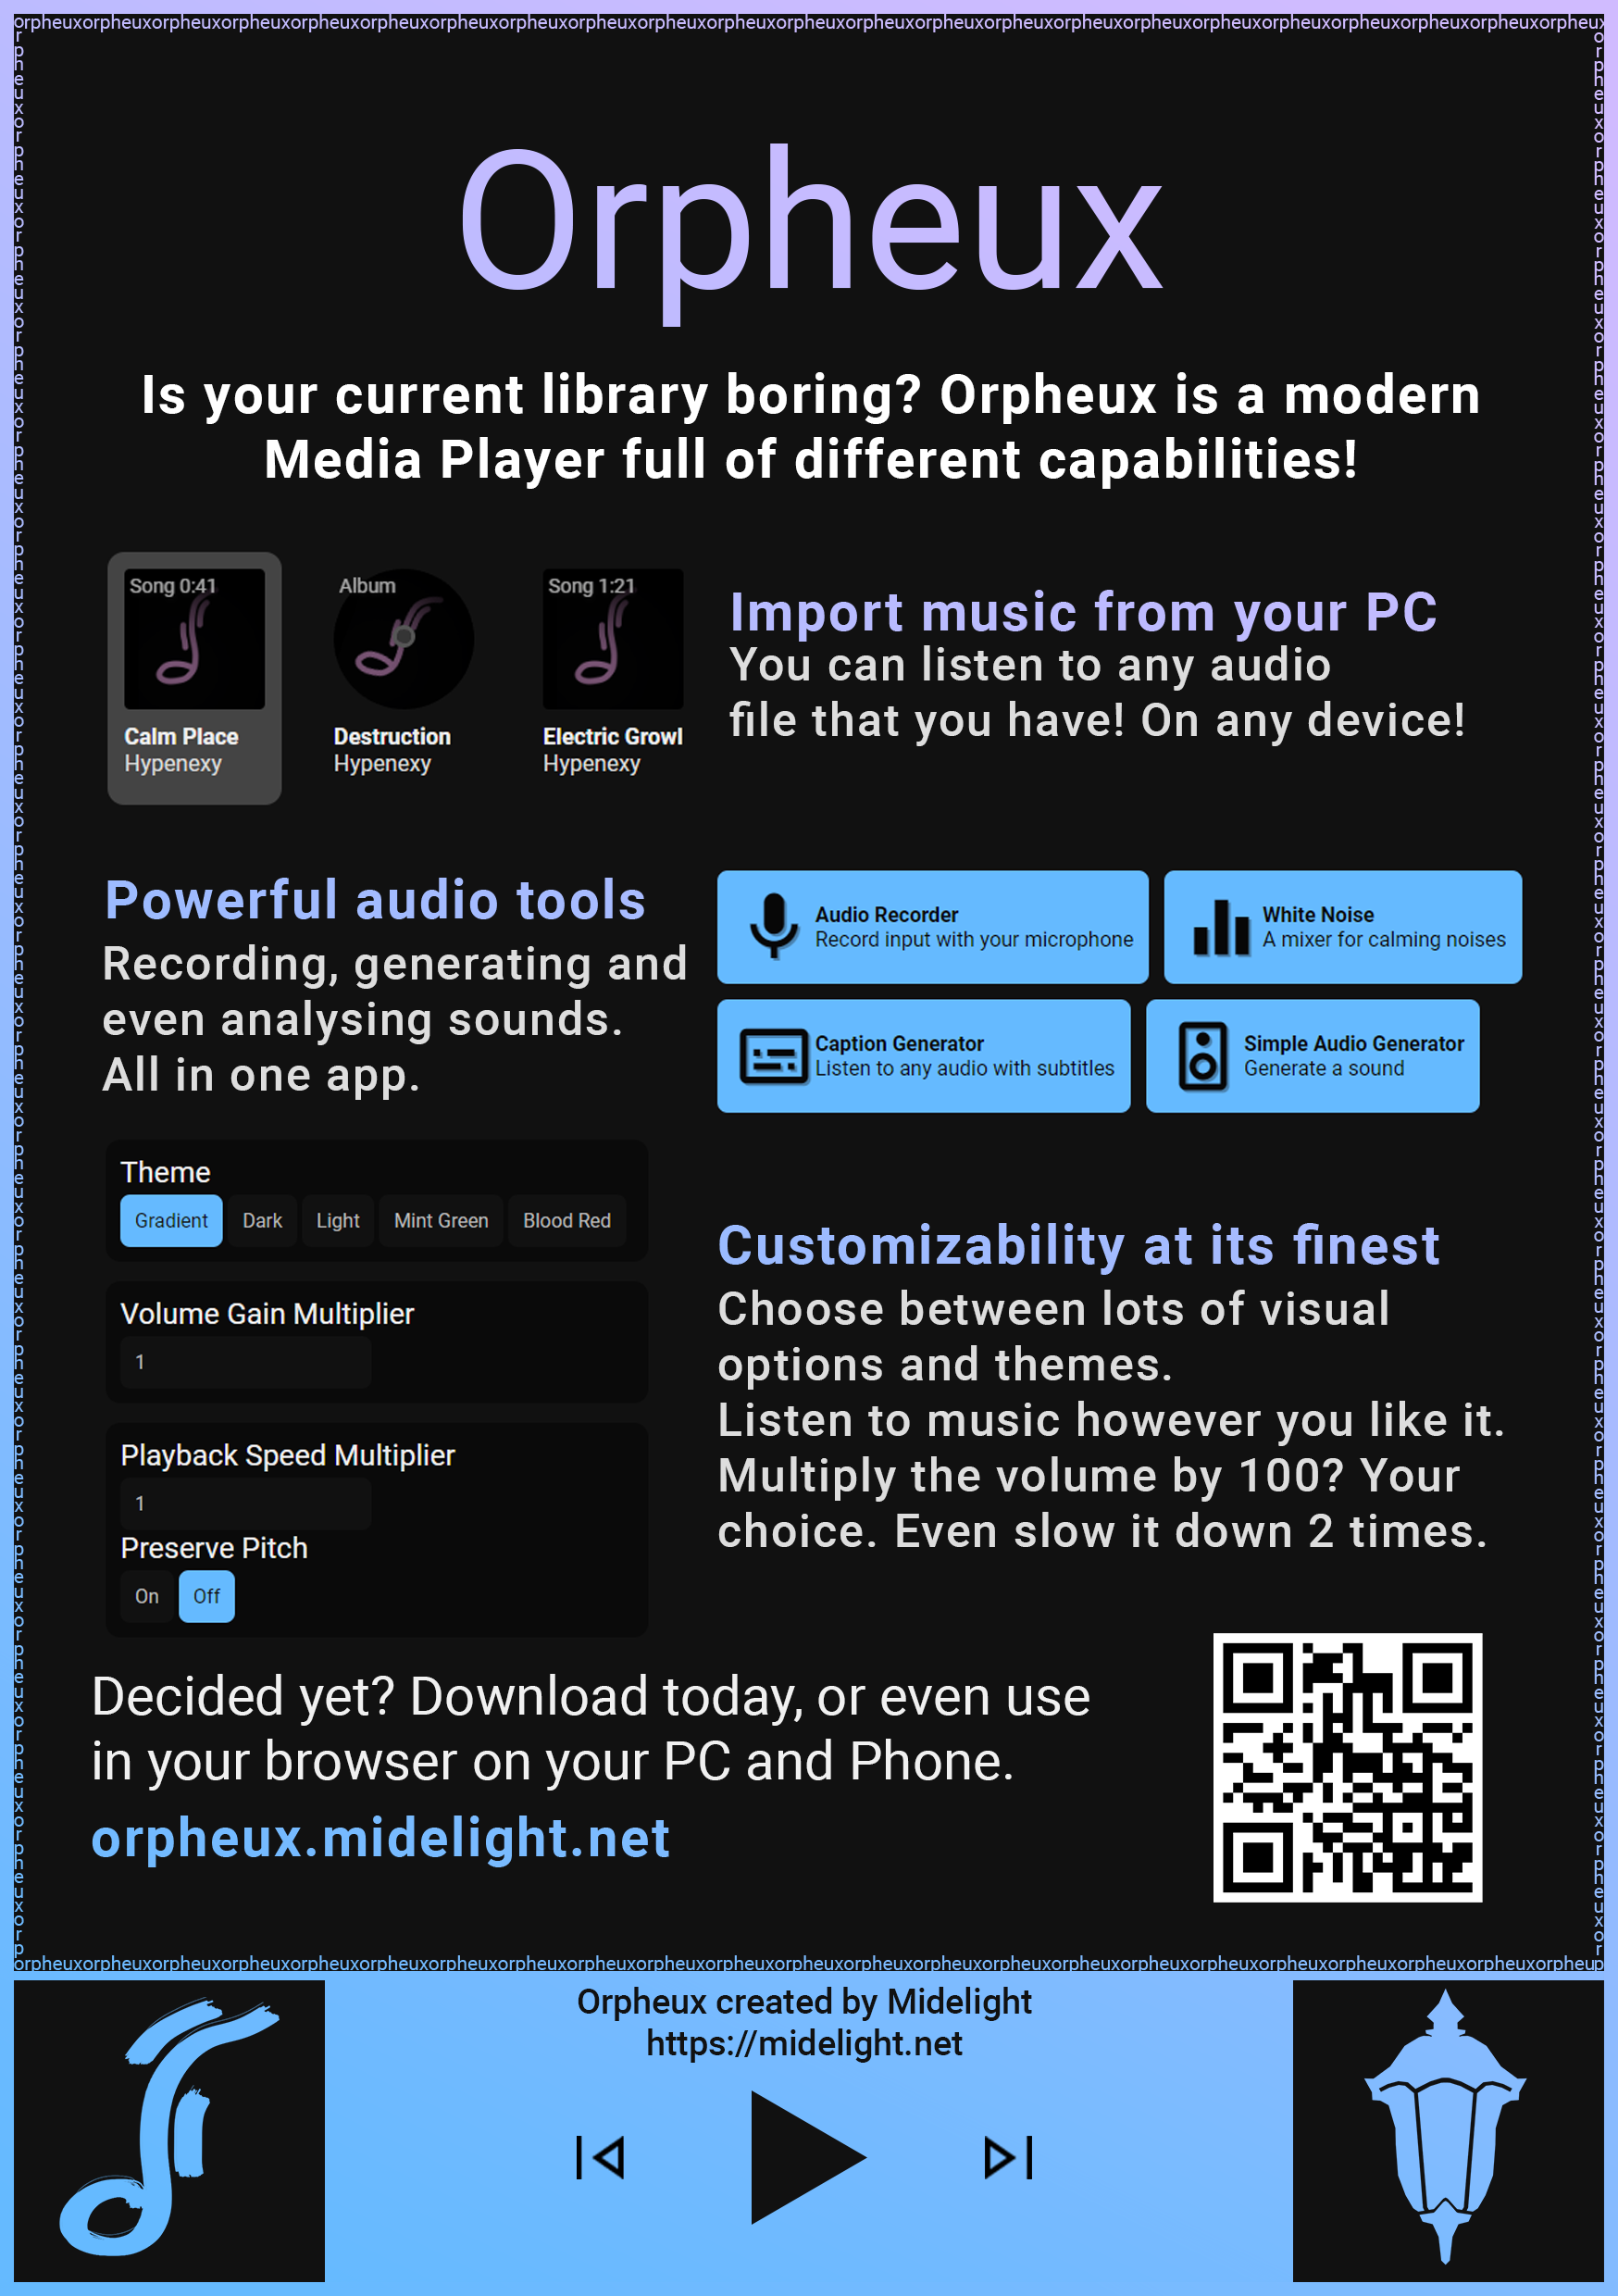 orpheuxorpheuxorpheuxorpheuxorpheuxorpheuxorpheuxorpheuxorpheuxorpheuxorpheuxorpheuxorpheuxorpheuxorpheuxorpheuxorpheuxorpheuxorpheuxorpheuxorpheuxorpheuxorpheux
Orpheux
Is your current library boring? Orpheux is a modern
Media Player full of different capabilities!
Song 0:41
Calm Place
Hypenexy
Album
Destruction
Hypenexy
Song 1:21
Electric Growl
Hypenexy
Import music from your PC
You can listen to any audio
file that you have! On any device!
Powerful audio tools
Recording, generating and
even analysing sounds.
All in one app.
Audio Recorder
Record input with your microphone
White Noise
A mixer for calming noises
Caption Generator
Listen to any audio with subtitles
Simple Audio Generator
Generate a sound
Theme
Gradient Dark Light Mint Green Blood Red
Volume Gain Multiplier
1
Playback Speed Multiplier
1
Preserve Pitch
On Off
Customizability at its finest
Choose between lots of visual
options and themes.
Listen to music however you like it.
Multiply the volume by 100? Your
choice. Even slow it down 2 times.
Decided yet? Download today, or even use
in your browser on your PC and Phone.
orpheux.midelight.net
orpheuxorpheuxorpheuxorpheuxorpheuxorpheuxorpheuxorpheuxorpheuxorpheuxorpheuxorpheuxorpheuxorpheuxorpheuxorpheuxorpheuxorpheuxorpheuxorpheuxorpheuxorpheuxorpheup
Orpheux created by Midelight
https://midelight.net